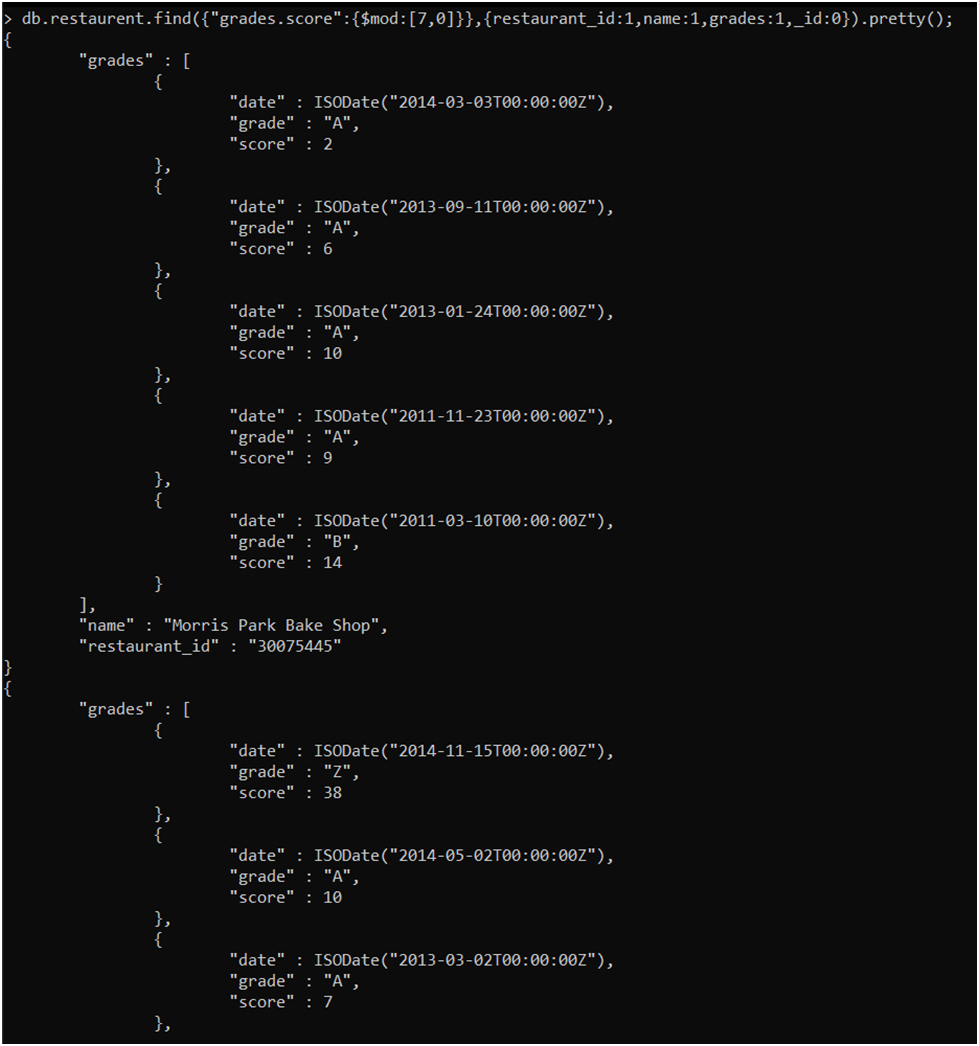 > db.restaurent.find({"grades.score":{$mod:[7,0]}},{restaurant_id:1,name:1,grades:1,_id:0}).pretty();
{
"grades" : [
{
"date" : ISODate("2014-03-03T00:00:00Z"),
"grade" : "A",
"score" : 2
},
{
"date" : ISODate("2013-09-11T00:00:00Z"),
"grade" : "A",
"score" : 6
},
{
"date" : ISODate("2013-01-24T00:00:00Z"),
"grade" : "A",
"score" : 10
},
{
"date" : ISODate("2011-11-23T00:00:00Z"),
"grade" : "A",
"score" : 9
},
{
"date" : ISODate("2011-03-10T00:00:00Z"),
"grade" : "B",
"score" : 14
}
],
"name" : "Morris Park Bake Shop",
"restaurant_id" : "30075445"
}
{
"grades" : [
{
"date" : ISODate("2014-11-15T00:00:00Z"),
"grade" : "Z",
"score" : 38
},
{
"date" : ISODate("2014-05-02T00:00:00Z"),
"grade" : "A",
"score" : 10
},
{
"date" : ISODate("2013-03-02T00:00:00Z"),
"grade" : "A",
"score" : 7
},